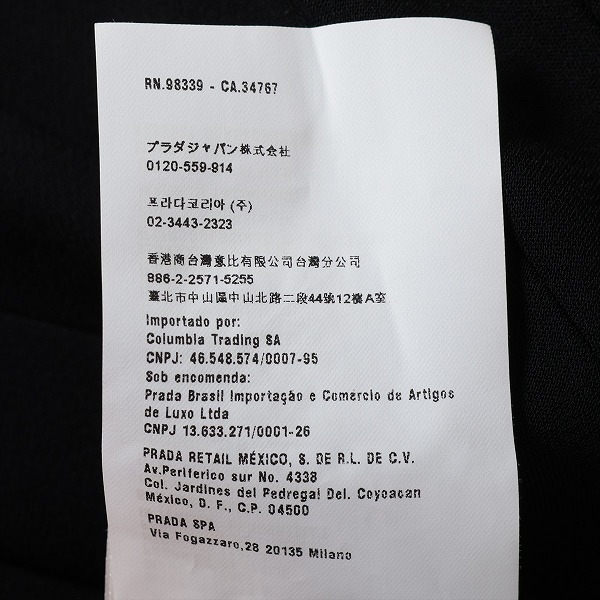 RN.98339 - CA.34767
プラダジャパン株式会社
0120-559-914
프라다코리아 (주)
02-3443-2323
香港商台灣意比有限公司台灣分公司
886-2-2571-5255
臺北市中山區中山北路二段44號12樓A室
Importado por:
Columbia Trading SA
CNPJ: 46.548.574/0007-95
Sob encomenda:
Prada Brasil Importação e Comercio de Artigos
de Luxo Ltda
CNPJ 13.633.271/0001-26
PRADA RETAIL MÉXICO, S. DE R.L. DE C.V.
Av.Periferico sur No. 4338
Col. Jardines del Pedregal Del. Coyoacan
México, D. F., C.P. 04500
PRADA SPA
Via Fogazzaro,28 20135 Milano